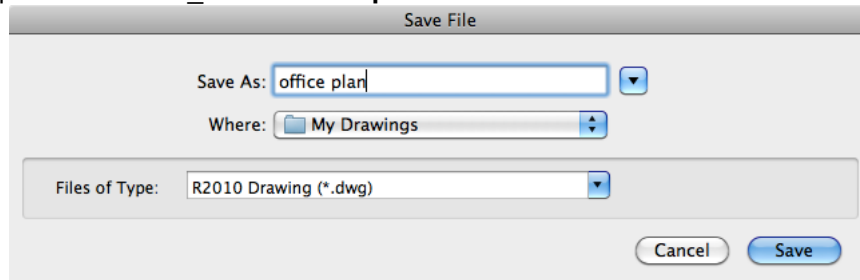 Save File
Save As: office plan
Where: My Drawings
Files of Type: R2010 Drawing (*.dwg)
Cancel Save